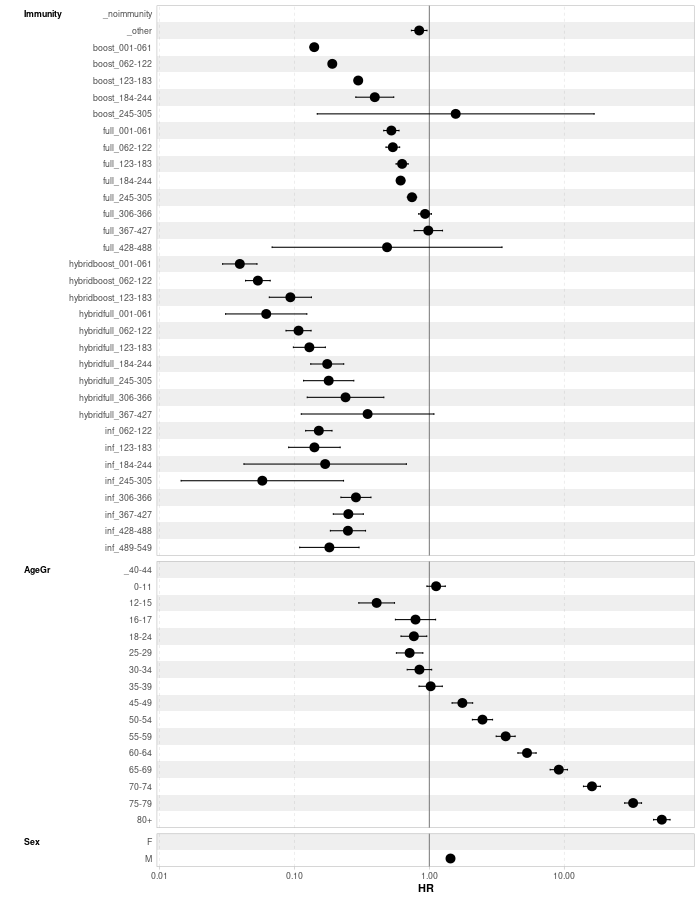 Immunity _noimmunity
_other
boost_001-061
boost_062-122
boost_123-183
boost_184-244
boost_245-305
full_001-061
full_062-122
full_123-183
full_184-244
full_245-305
full_306-366
full_367-427
full_428-488
hybridboost_001-061
hybridboost_062-122
hybridboost_123-183
hybridfull_001-061
hybridfull_062-122
hybridfull_123-183
hybridfull_184-244
hybridfull_245-305
hybridfull_306-366
hybridfull_367-427
inf_062-122
inf_123-183
inf_184-244
inf_245-305
inf_306-366
inf_367-427
inf_428-488
inf_489-549
AgeGr _40-44
0-11
12-15
16-17
18-24
25-29
30-34
35-39
45-49
50-54
55-59
60-64
65-69
70-74
75-79
80+
Sex F
M
0.01 0.10 1.00 10.00
HR